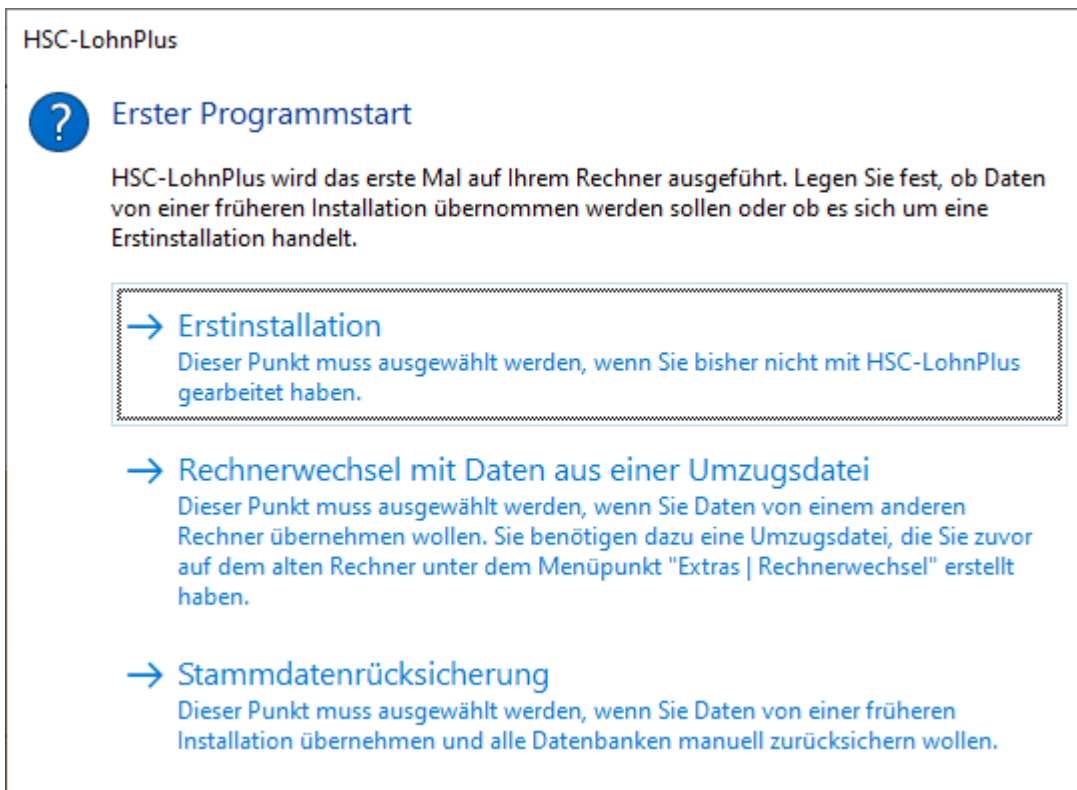 HSC-LohnPlus
?
Erster Programmstart
HSC-LohnPlus wird das erste Mal auf Ihrem Rechner ausgeführt. Legen Sie fest, ob Daten
von einer früheren Installation übernommen werden sollen oder ob es sich um eine
Erstinstallation handelt.
→ Erstinstallation
Dieser Punkt muss ausgewählt werden, wenn Sie bisher nicht mit HSC-LohnPlus
gearbeitet haben.
→ Rechnerwechsel mit Daten aus einer Umzugsdatei
Dieser Punkt muss ausgewählt werden, wenn Sie Daten von einem anderen
Rechner übernehmen wollen. Sie benötigen dazu eine Umzugsdatei, die Sie zuvor
auf dem alten Rechner unter dem Menüpunkt "Extras | Rechnerwechsel" erstellt
haben.
→ Stammdatenrücksicherung
Dieser Punkt muss ausgewählt werden, wenn Sie Daten von einer früheren
Installation übernehmen und alle Datenbanken manuell zurücksichern wollen.